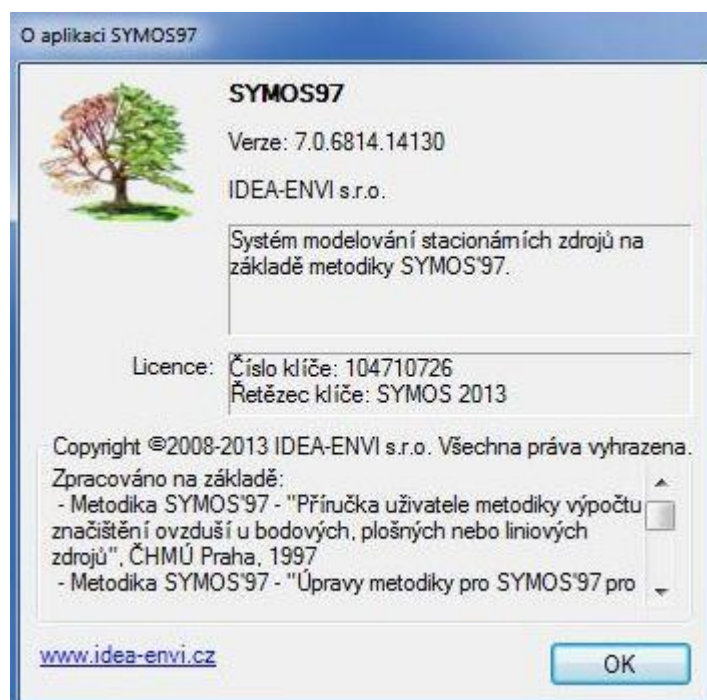 O aplikaci SYMOS97
SYMOS97
Verze: 7.0.6814.14130
IDEA-ENVI s.r.o.
Systém modelování stacionárních zdrojů na
základě metodiky SYMOS'97.
Licence:
Číslo klíče: 104710726
Řetězec klíče: SYMOS 2013
Copyright ©2008-2013 IDEA-ENVI s.r.o. Všechna práva vyhrazena.
Zpracováno na základě:
- Metodika SYMOS'97 - "Příručka uživatele metodiky výpočtu
značištění ovzduší u bodových, plošných nebo liniových
zdrojů", ČHMÚ Praha, 1997
- Metodika SYMOS'97 - "Úpravy metodiky pro SYMOS'97 pro
www.idea-envi.cz
OK